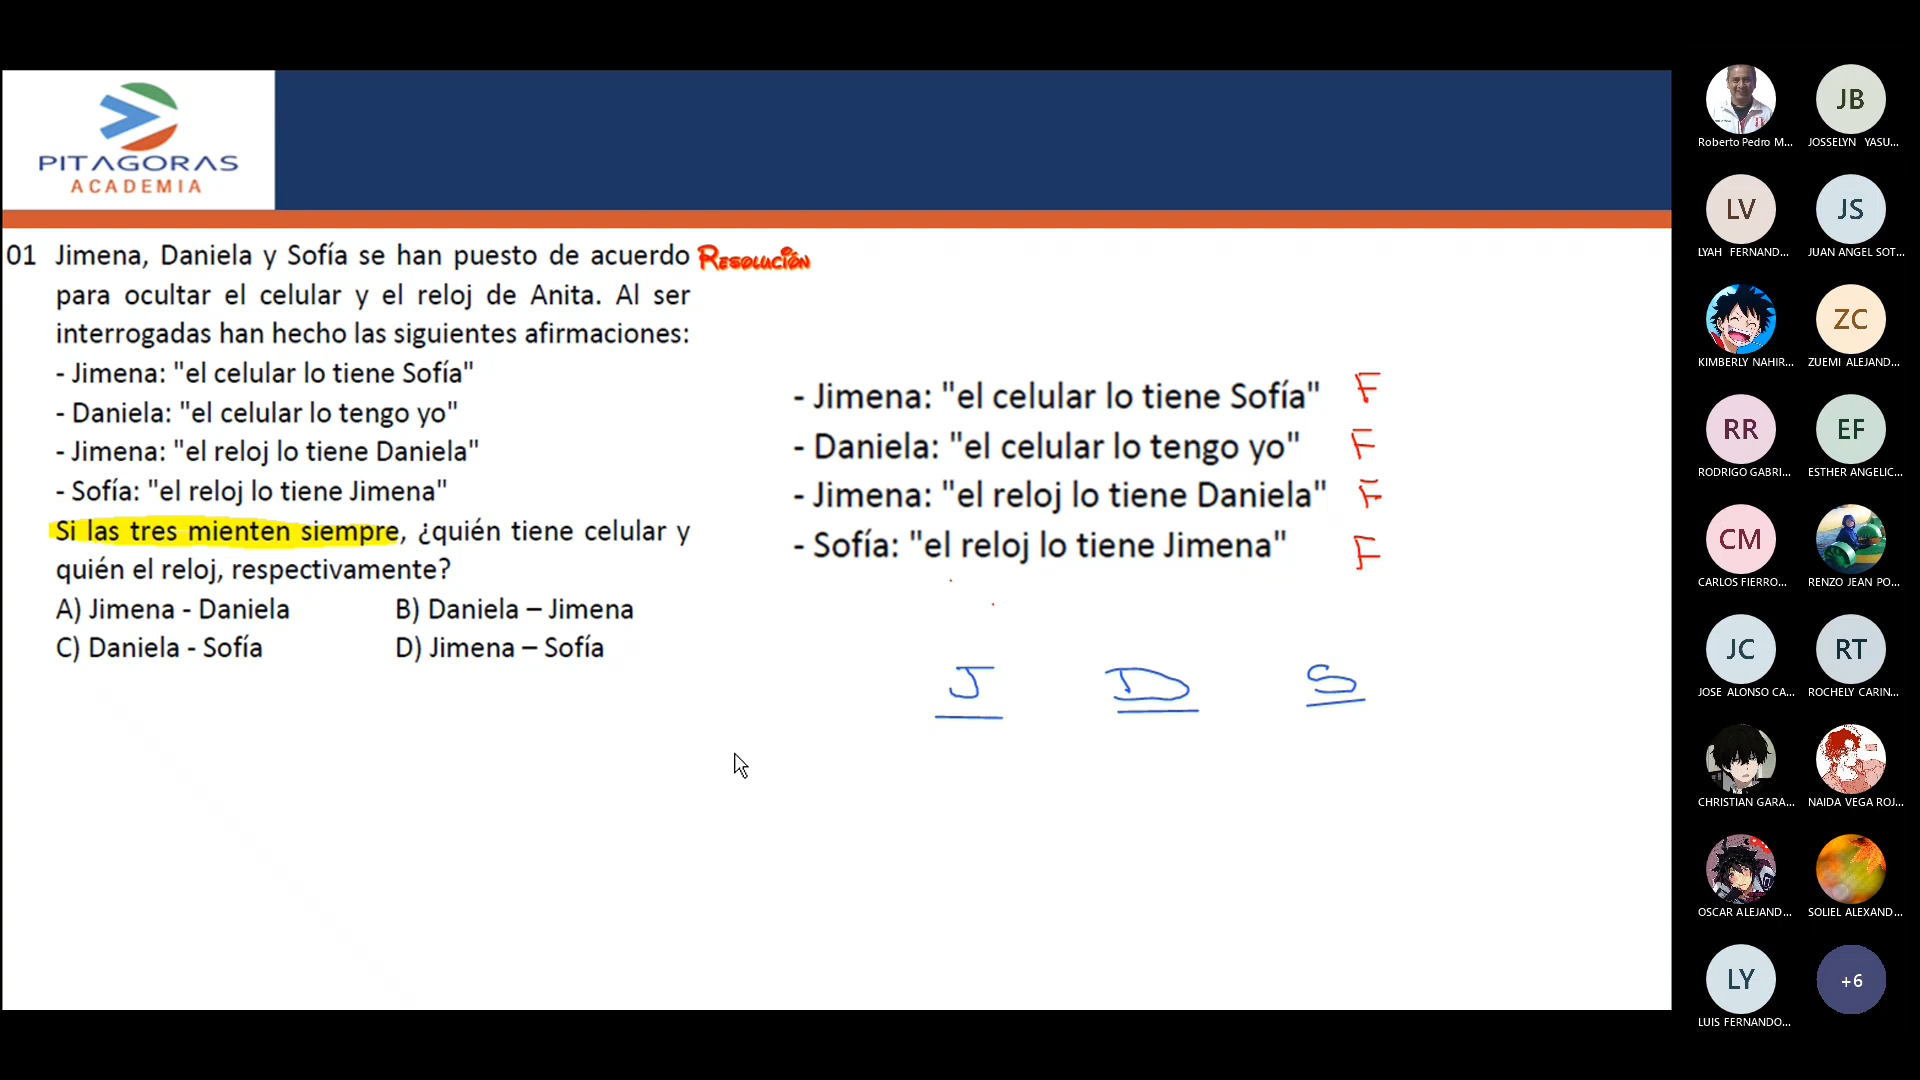 PITAGORAS
ACADEMIA
01 Jimena, Daniela y Sofía se han puesto de acuerdo
para ocultar el celular y el reloj de Anita. Al ser
interrogadas han hecho las siguientes afirmaciones:
- Jimena: "el celular lo tiene Sofía"
- Daniela: "el celular lo tengo yo"
- Jimena: "el reloj lo tiene Daniela"
- Sofía: "el reloj lo tiene Jimena"
Si las tres mienten siempre, ¿quién tiene celular y
quién el reloj, respectivamente?
A) Jimena - Daniela B) Daniela – Jimena
C) Daniela - Sofía D) Jimena – Sofía
RESOLUCIÓN
- Jimena: "el celular lo tiene Sofía" F
- Daniela: "el celular lo tengo yo" F
- Jimena: "el reloj lo tiene Daniela" F
- Sofía: "el reloj lo tiene Jimena" F
J D S
Roberto Pedro M...
JB
JOSSELYN YASU...
LV
LYAH FERNAND...
JS
JUAN ANGEL SOT...
KIMBERLY NAHIR...
ZC
ZUEMI ALEJAND...
RR
RODRIGO GABRI...
EF
ESTHER ANGELIC...
CM
CARLOS FIERRO...
RENZO JEAN PO...
JC
JOSE ALONSO CA...
RT
ROCHELY CARIN...
CHRISTIAN GARA...
NAIDA VEGA ROJ...
OSCAR ALEJAND...
SOLIEL ALEXAND...
LY
LUIS FERNANDO...
+6